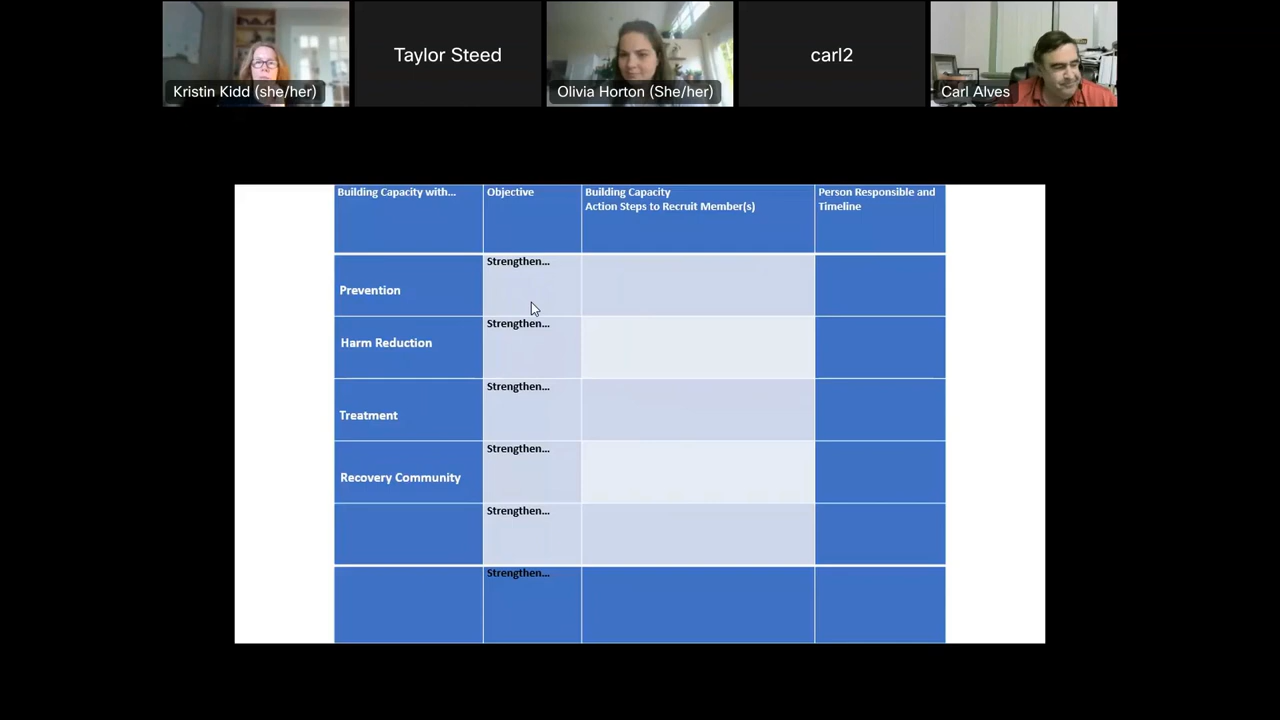 Kristin Kidd (she/her)
Taylor Steed
Olivia Horton (She/her)
carl2
Carl Alves
Building Capacity with...
Objective
Building Capacity
Action Steps to Recruit Member(s)
Person Responsible and
Timeline
Prevention
Strengthen...
Harm Reduction
Strengthen...
Treatment
Strengthen...
Recovery Community
Strengthen...
Strengthen...
Strengthen...